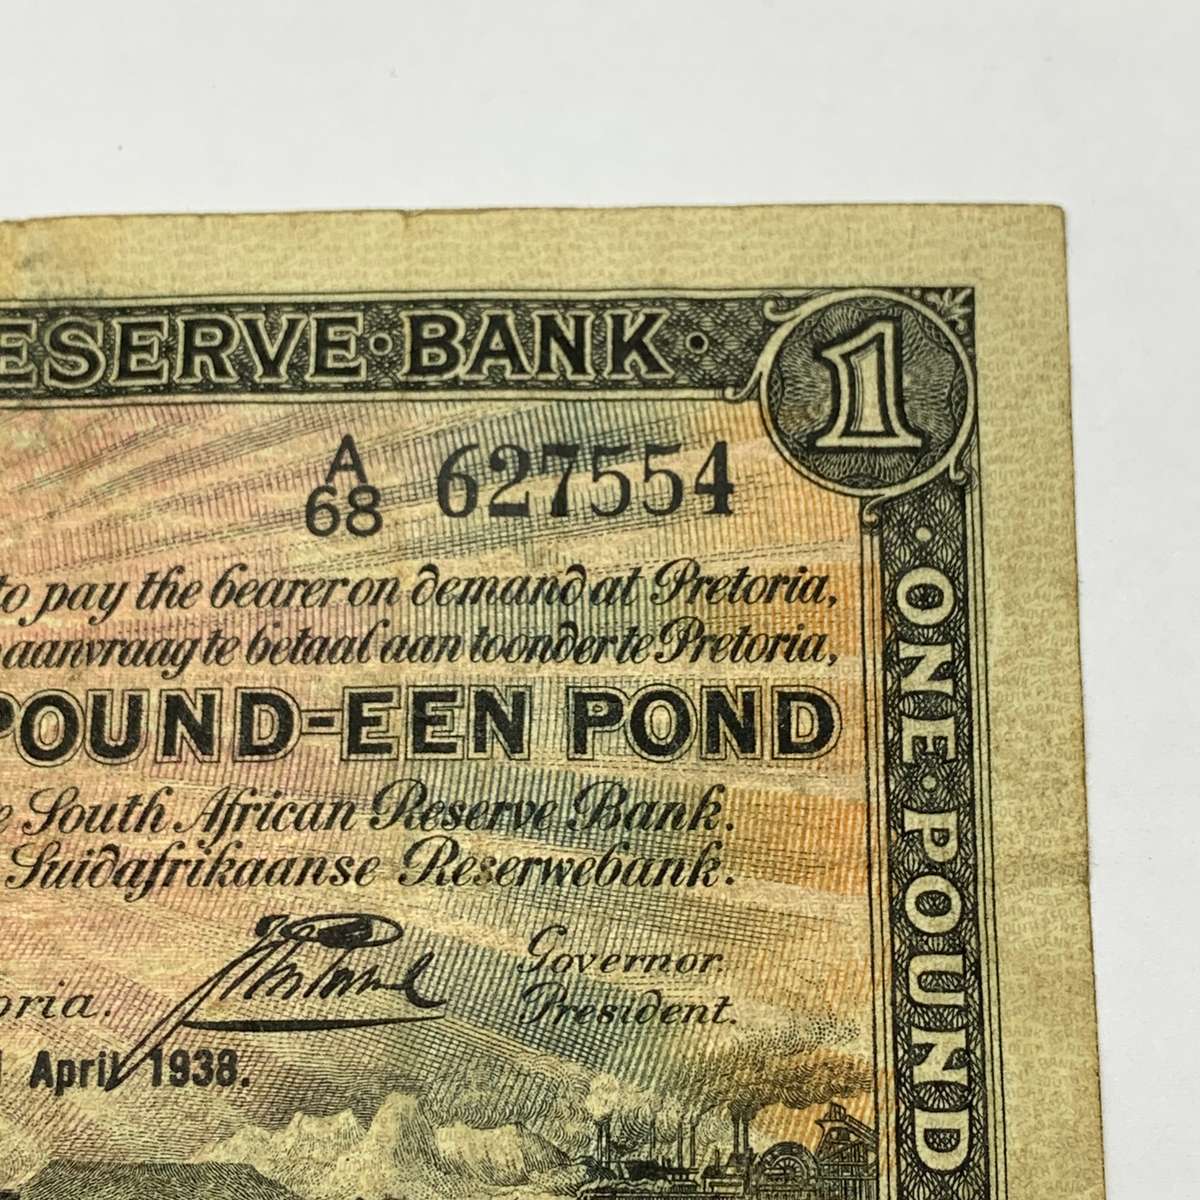 ESERVE·BANK·
1
A
68 627554
to pay the bearer on demand at Pretoria,
aanvraag te betaal aan toonder te Pretoria,
POUND-EEN POND
South African Reserve Bank.
Suidafrikaanse Reserwebank.
Governor.
oria. President.
April 1938.
·ONE·POUND